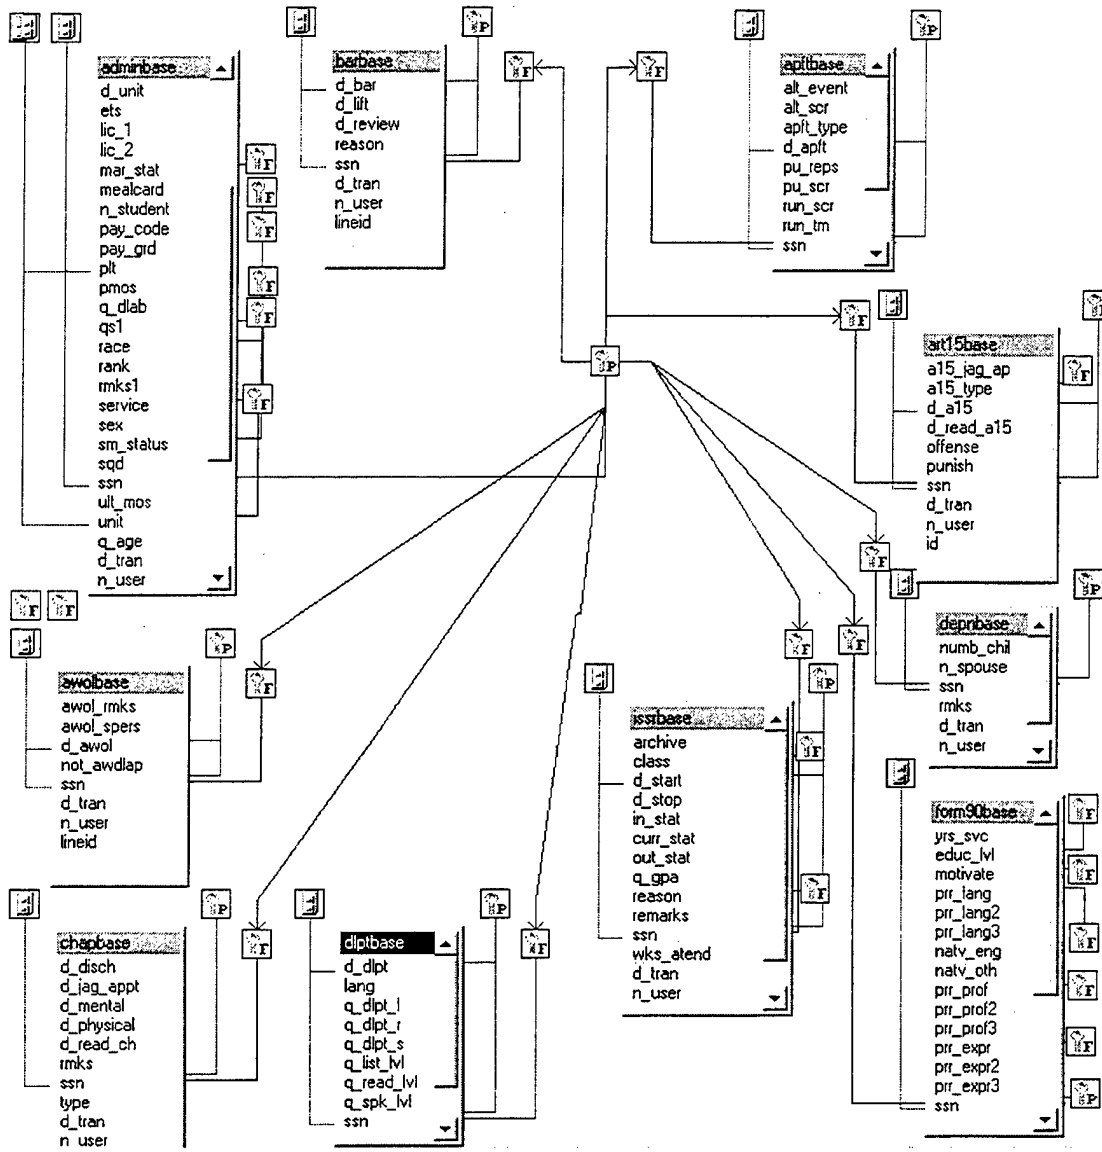 adminbase
d_unit
ets
lic_1
lic_2
mar_stat
mealcard
n_student
pay_code
pay_grd
plt
pmos
q_dlab
qs1
race
rank
rmks1
service
sex
sm_status
sqd
ssn
ult_mos
unit
q_age
d_tran
n_user
F
F
F
F
F
F
barbase
d_bar
d_lift
d_review
reason
ssn
d_tran
n_user
lineid
P
F
F
apftbase
alt_event
alt_scr
apft_type
d_apft
pu_reps
pu_scr
run_scr
run_tm
ssn
P
P
F
art15base
a15_jag_ap
a15_type
d_a15
d_read_a15
offense
punish
ssn
d_tran
n_user
id
F
F
F
F
awolbase
awol_rmks
awol_spers
d_awol
not_awdlap
ssn
d_tran
n_user
lineid
P
F
F
F
jssrbase
archive
class
d_start
d_stop
in_stat
curr_stat
out_stat
q_gpa
reason
remarks
ssn
wks_atend
d_tran
n_user
P
F
F
depnbase
numb_chil
n_spouse
ssn
rmks
d_tran
n_user
P
form90base
yrs_svc
educ_lvl
motivate
prr_lang
prr_lang2
prr_lang3
natv_eng
natv_oth
prr_prof
prr_prof2
prr_prof3
prr_expr
prr_expr2
prr_expr3
ssn
F
F
F
F
F
P
chapbase
d_disch
d_jag_appt
d_mental
d_physical
d_read_ch
rmks
ssn
type
d_tran
n_user
P
F
dlptbase
d_dlpt
lang
q_dlpt_l
q_dlpt_r
q_dlpt_s
q_list_lvl
q_read_lvl
q_spk_lvl
ssn
P
F